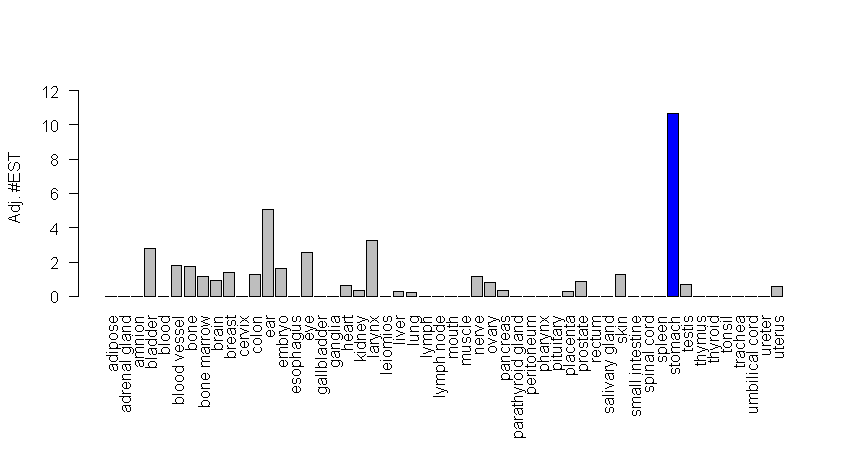 12
10
8
6
4
2
0
Adj. #EST
adipose
adrenal gland
amnion
bladder
blood
blood vessel
bone
bone marrow
brain
breast
cervix
colon
ear
embryo
esophagus
eye
gallbladder
ganglia
heart
kidney
larynx
leiomios
liver
lung
lymph
lymph node
mouth
muscle
nerve
ovary
pancreas
parathyroid gland
peritoneum
pharynx
pituitary
placenta
prostate
rectum
salivary gland
skin
small intestine
spinal cord
spleen
stomach
testis
thymus
thyroid
tonsil
trachea
umbilical cord
ureter
uterus